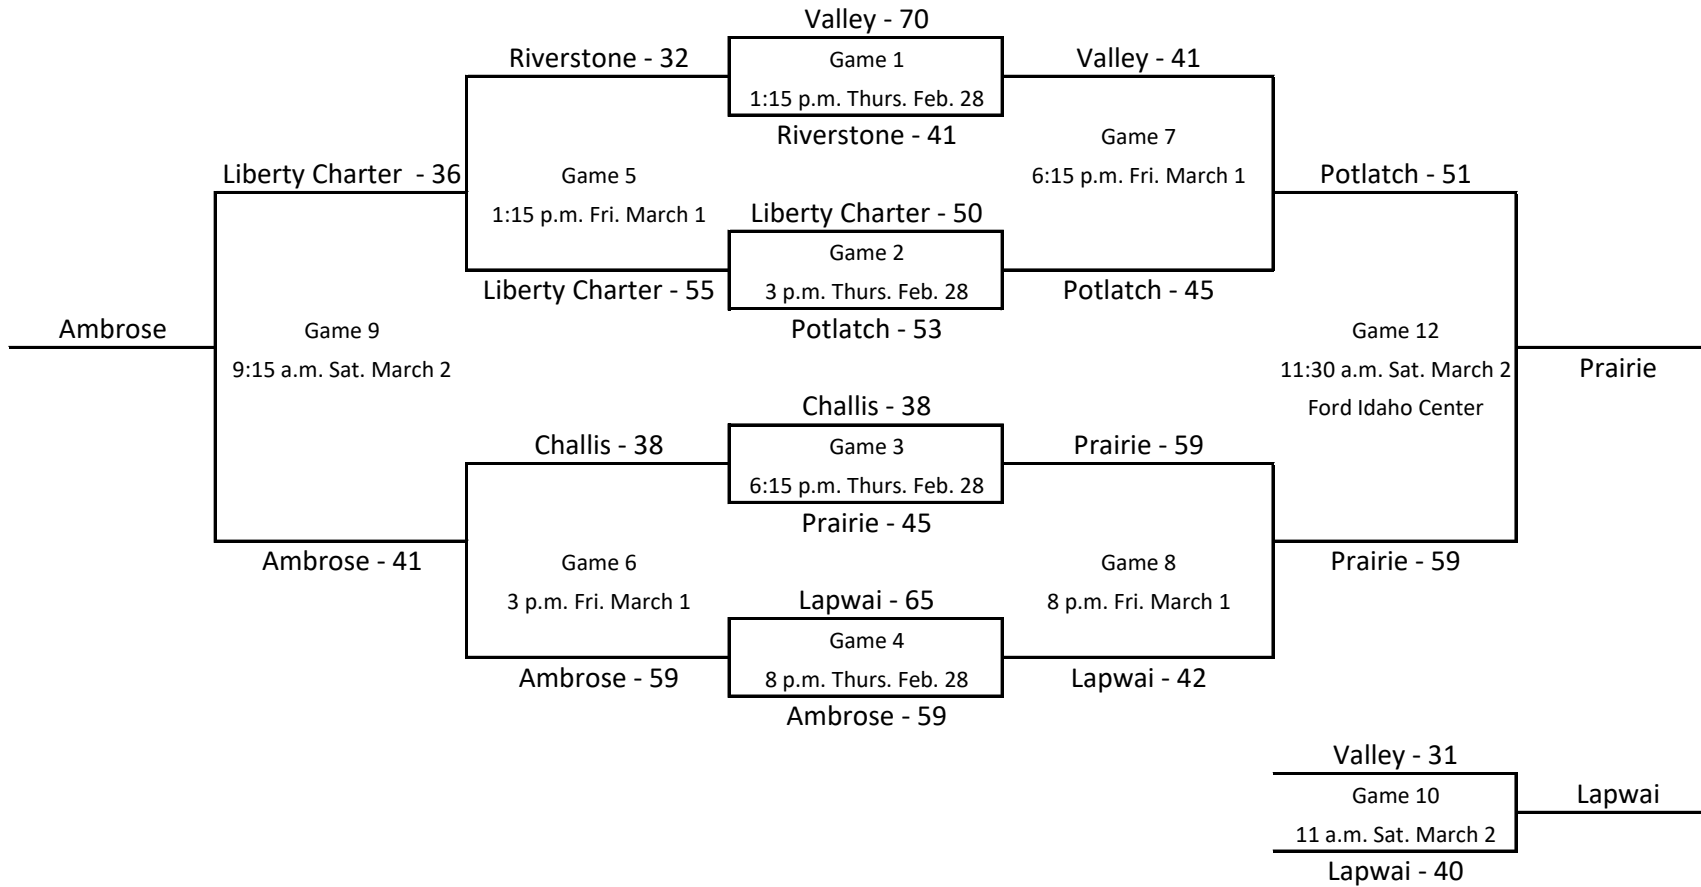 Valley - 70
Riverstone - 32
Game 1
Valley - 41
1:15 p.m. Thurs. Feb. 28
Riverstone - 41
Game 7
Liberty Charter - 36
Game 5
6:15 p.m. Fri. March 1
Potlatch - 51
1:15 p.m. Fri. March 1
Liberty Charter - 50
Game 2
Liberty Charter - 55
3 p.m. Thurs. Feb. 28
Potlatch - 45
Ambrose
Game 9
Potlatch - 53
Game 12
9:15 a.m. Sat. March 2
11:30 a.m. Sat. March 2
Prairie
Challis - 38
Ford Idaho Center
Challis - 38
Game 3
Prairie - 59
6:15 p.m. Thurs. Feb. 28
Prairie - 45
Ambrose - 41
Game 6
Game 8
Prairie - 59
3 p.m. Fri. March 1
Lapwai - 65
8 p.m. Fri. March 1
Game 4
Ambrose - 59
8 p.m. Thurs. Feb. 28
Lapwai - 42
Ambrose - 59
Valley - 31
Game 10
Lapwai
11 a.m. Sat. March 2
Lapwai - 40